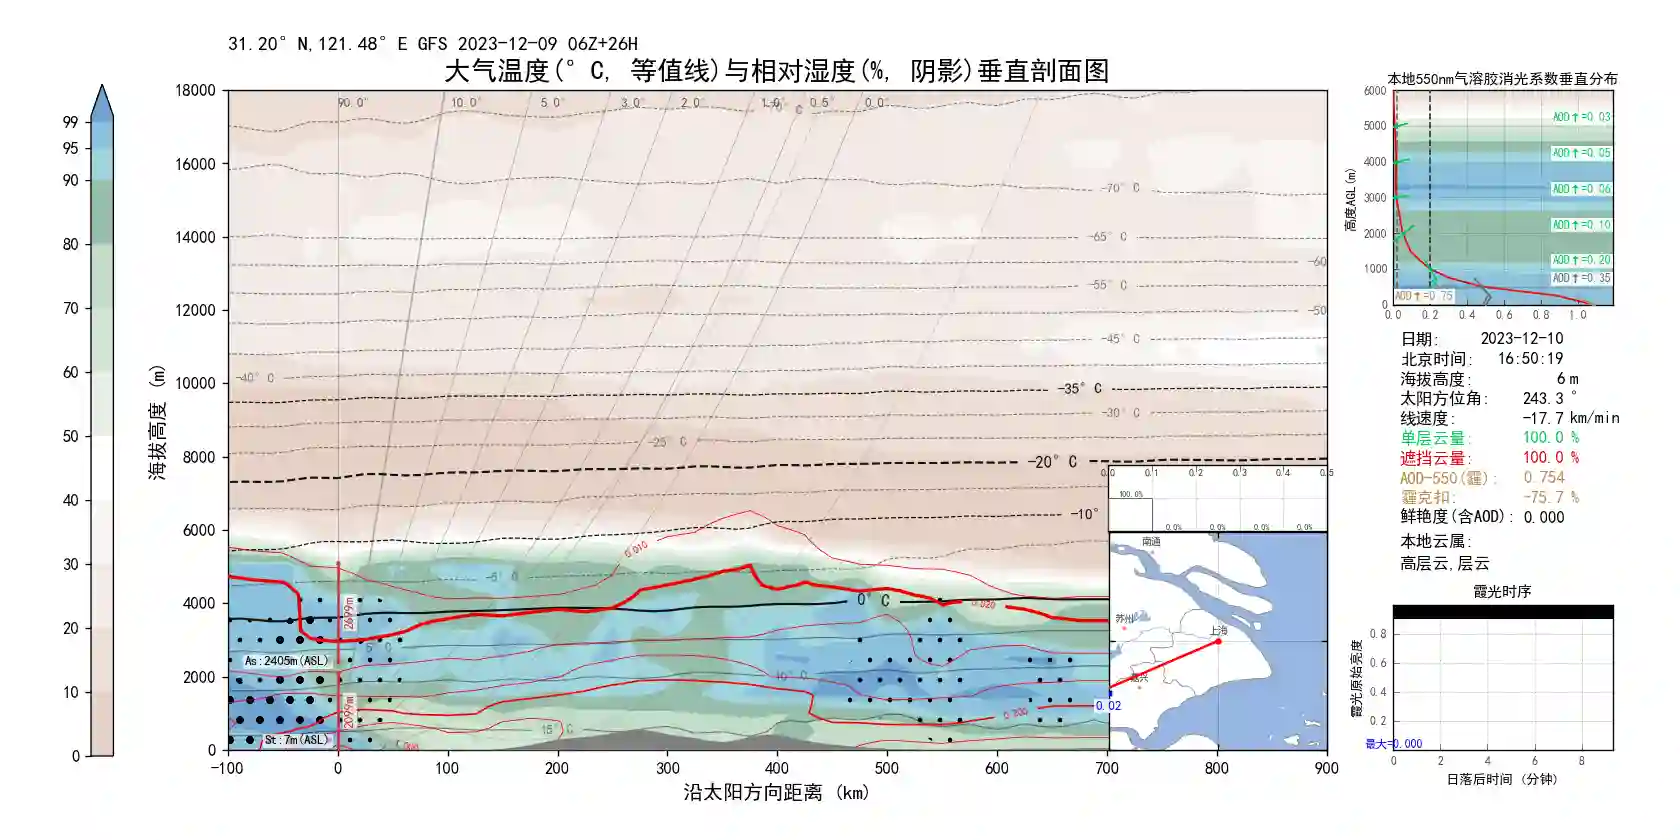 31.20° N,121.48° E GFS 2023-12-09 06Z+26H
大气温度(° C, 等值线)与相对湿度(%, 阴影)垂直剖面图
99
95
90
80
70
60
50
40
30
20
10
0
海拔高度 (m)
18000
16000
14000
12000
10000
8000
6000
4000
2000
0
90.0° 10.0° 5.0° 3.0° 2.0° 1.0° 0.5° 0.0°
-70° C
-65° C
-60
-55° C
-50
-45° C
-40° C
-35° C
-30° C
-25° C
-20° C
-10°
0.010
-5° C
0° C
0.020
2699m
5° C
As:2405m(ASL)
10° C
2099m
0.200
15° C
St:7m(ASL)
-100 0 100 200 300 400 500 600 700 800 900
沿太阳方向距离 (km)
0.0 0.1 0.2 0.3 0.4 0.5
100.0%
0.0% 0.0% 0.0% 0.0%
南通
苏州
上海
嘉兴
0.02
本地550nm气溶胶消光系数垂直分布
高度AGL(m)
6000
5000
4000
3000
2000
1000
0
AOD↑=0.03
AOD↑=0.05
AOD↑=0.06
AOD↑=0.10
AOD↑=0.20
AOD↑=0.35
AOD↑=0.75
0.0 0.2 0.4 0.6 0.8 1.0
日期: 2023-12-10
北京时间: 16:50:19
海拔高度: 6 m
太阳方位角: 243.3 °
线速度: -17.7 km/min
单层云量: 100.0 %
遮挡云量: 100.0 %
AOD-550(霾): 0.754
霾克扣: -75.7 %
鲜艳度(含AOD): 0.000
本地云属:
高层云,层云
霞光时序
霞光原始亮度
0.8
0.6
0.4
0.2
最大=0.000
0 2 4 6 8
日落后时间 (分钟)